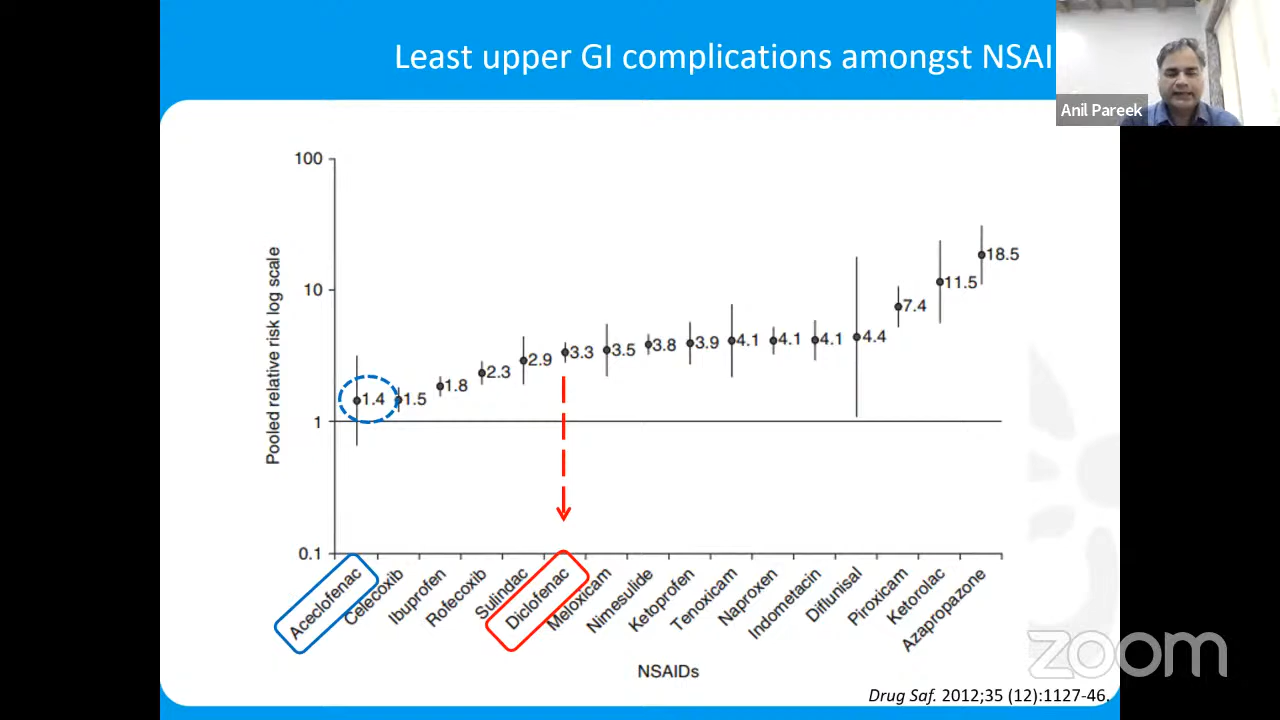 Least upper GI complications amongst NSAI
Anil Pareek
100
10
1
0.1
Pooled relative risk log scale
1.4
1.5
1.8
2.3
2.9
3.3
3.5
3.8
3.9
4.1
4.1
4.1
4.4
7.4
11.5
18.5
Aceclofenac
Celecoxib
Ibuprofen
Rofecoxib
Sulindac
Diclofenac
Meloxicam
Nimesulide
Ketoprofen
Tenoxicam
Naproxen
Indometacin
Diflunisal
Piroxicam
Ketorolac
Azapropazone
NSAIDs
zoom
Drug Saf. 2012;35 (12):1127-46.